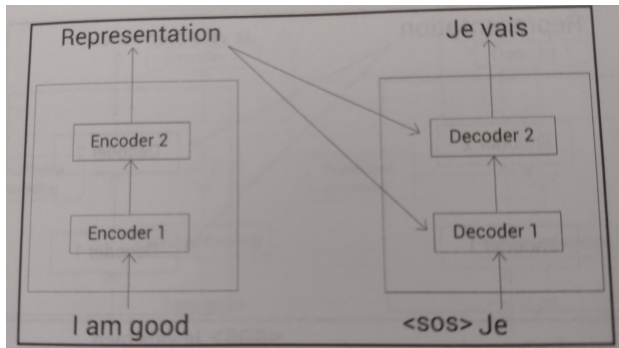 Representation
Je vais
Encoder 2
Decoder 2
Encoder 1
Decoder 1
I am good
<sos> Je